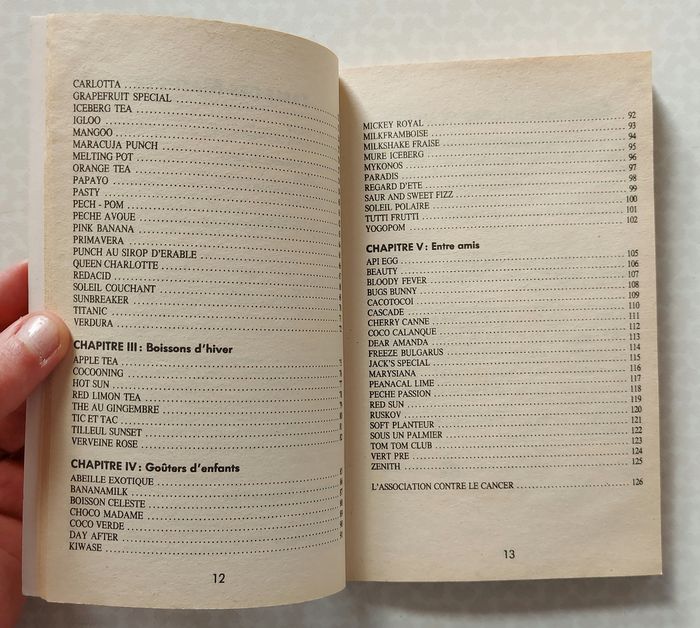 CARLOTTA
GRAPEFRUIT SPECIAL
ICEBERG TEA
IGLOO
MANGOO
MARACUJA PUNCH
MELTING POT
ORANGE TEA
PAPAYO
PASTY
PECH - POM
PECHE AVOUE
PINK BANANA
PRIMAVERA
PUNCH AU SIROP D'ERABLE
QUEEN CHARLOTTE
REDACID
SOLEIL COUCHANT
SUNBREAKER
TITANIC
VERDURA
CHAPITRE III : Boissons d'hiver
APPLE TEA
COCOONING
HOT SUN
RED LIMON TEA
THE AU GINGEMBRE
TIC ET TAC
TILLEUL SUNSET
VERVEINE ROSE
CHAPITRE IV : Goûters d'enfants
ABEILLE EXOTIQUE
BANANAMILK
BOISSON CELESTE
CHOCO MADAME
COCO VERDE
DAY AFTER
KIWASE
12
MICKEY ROYAL 92
MILKFRAMBOISE 93
MILKSHAKE FRAISE 94
MURE ICEBERG 95
MYKONOS 96
PARADIS 97
REGARD D'ETE 98
SAUR AND SWEET FIZZ 99
SOLEIL POLAIRE 100
TUTTI FRUTTI 101
YOGOPOM 102
CHAPITRE V : Entre amis
API EGG 105
BEAUTY 106
BLOODY FEVER 107
BUGS BUNNY 108
CACOTOCOI 109
CASCADE 110
CHERRY CANNE 111
COCO CALANQUE 112
DEAR AMANDA 113
FREEZE BULGARUS 114
JACK'S SPECIAL 115
MARYSIANA 116
PEANACAL LIME 117
PECHE PASSION 118
RED SUN 119
RUSKOV 120
SOFT PLANTEUR 121
SOUS UN PALMIER 122
TOM TOM CLUB 123
VERT PRE 124
ZENITH 125
L'ASSOCIATION CONTRE LE CANCER 126
13